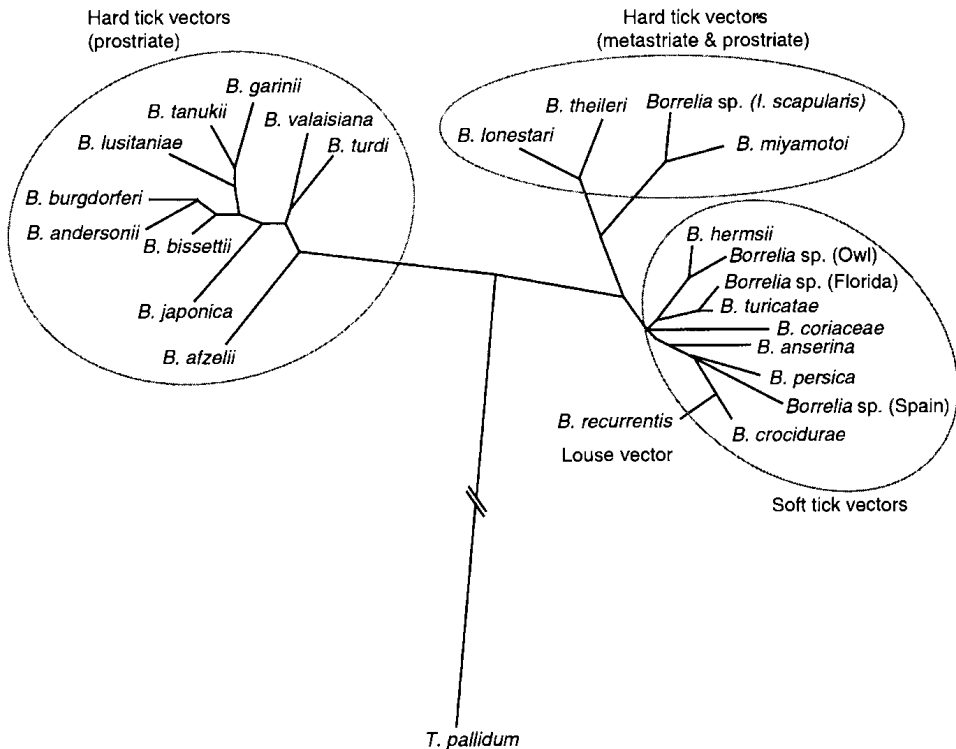 Hard tick vectors
(prostriate)
B. garinii
B. tanukii
B. valaisiana
B. lusitaniae
B. turdi
B. burgdorferi
B. andersonii
B. bissettii
B. japonica
B. afzelii
Hard tick vectors
(metastriate & prostriate)
B. theileri
Borrelia sp. (I. scapularis)
B. lonestari
B. miyamotoi
B. hermsii
Borrelia sp. (Owl)
Borrelia sp. (Florida)
B. turicatae
B. coriaceae
B. anserina
B. persica
Borrelia sp. (Spain)
B. recurrentis
B. crocidurae
Louse vector
Soft tick vectors
T. pallidum